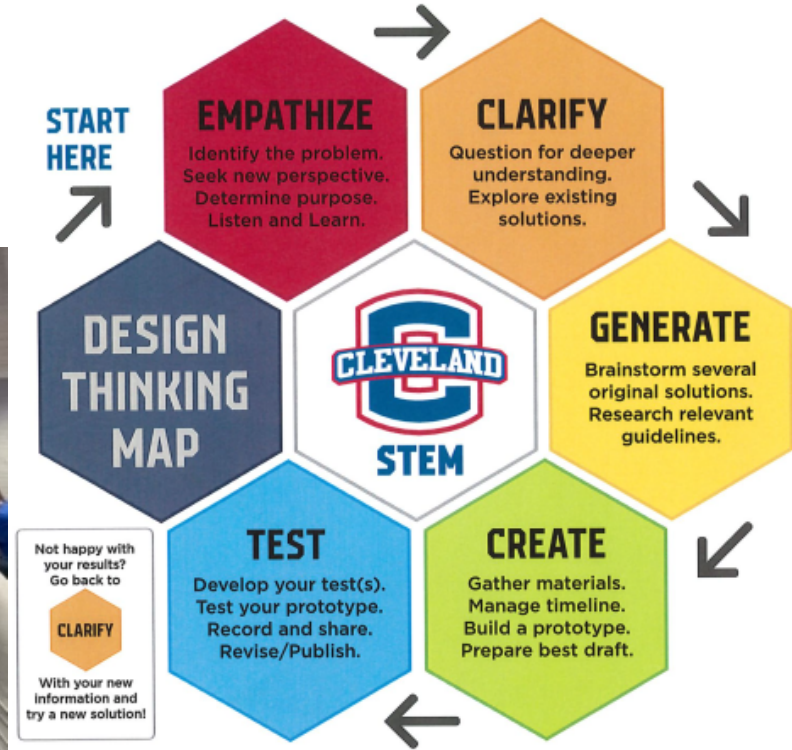 START
HERE
EMPATHIZE
Identify the problem.
Seek new perspective.
Determine purpose.
Listen and Learn.
CLARIFY
Question for deeper
understanding.
Explore existing
solutions.
GENERATE
Brainstorm several
original solutions.
Research relevant
guidelines.
CREATE
Gather materials.
Manage timeline.
Build a prototype.
Prepare best draft.
TEST
Develop your test(s).
Test your prototype.
Record and share.
Revise/Publish.
Not happy with
your results?
Go back to
CLARIFY
With your new
information and
try a new solution!
DESIGN
THINKING
MAP
C
CLEVELAND
STEM